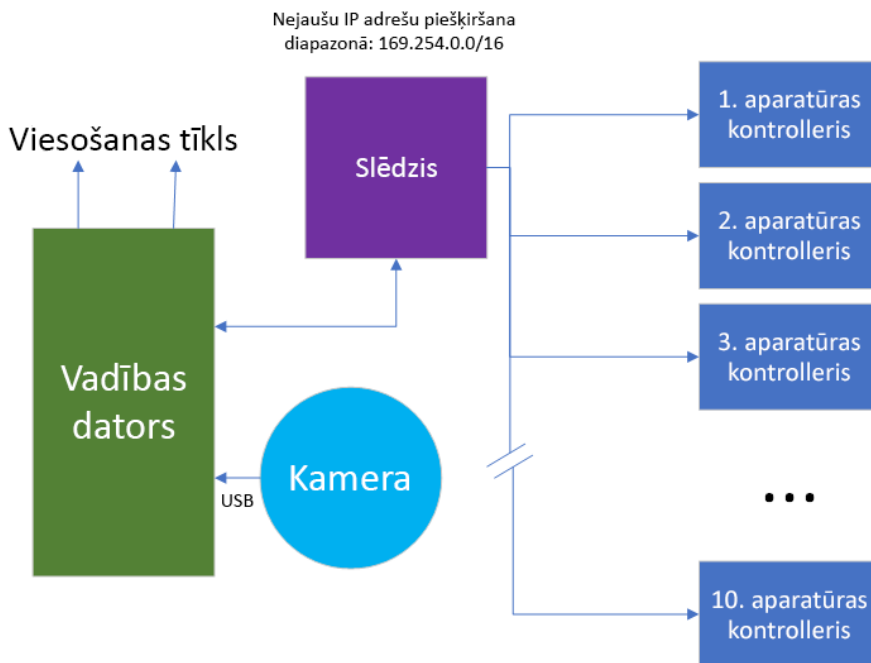 Nejaušu IP adrešu piešķiršana
diapazonā: 169.254.0.0/16
Viesošanas tīkls
Slēdzis
1. aparatūras
kontrolleris
2. aparatūras
kontrolleris
3. aparatūras
kontrolleris
Vadības
dators
Kamera
USB
...
10. aparatūras
kontrolleris